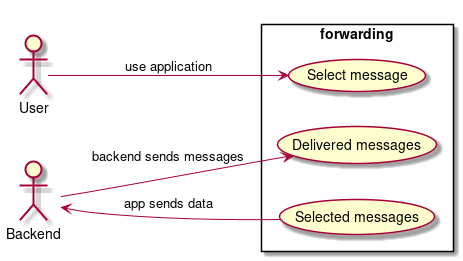 forwarding
use application
Select message
User
backend sends messages
Delivered messages
app sends data
Selected messages
Backend